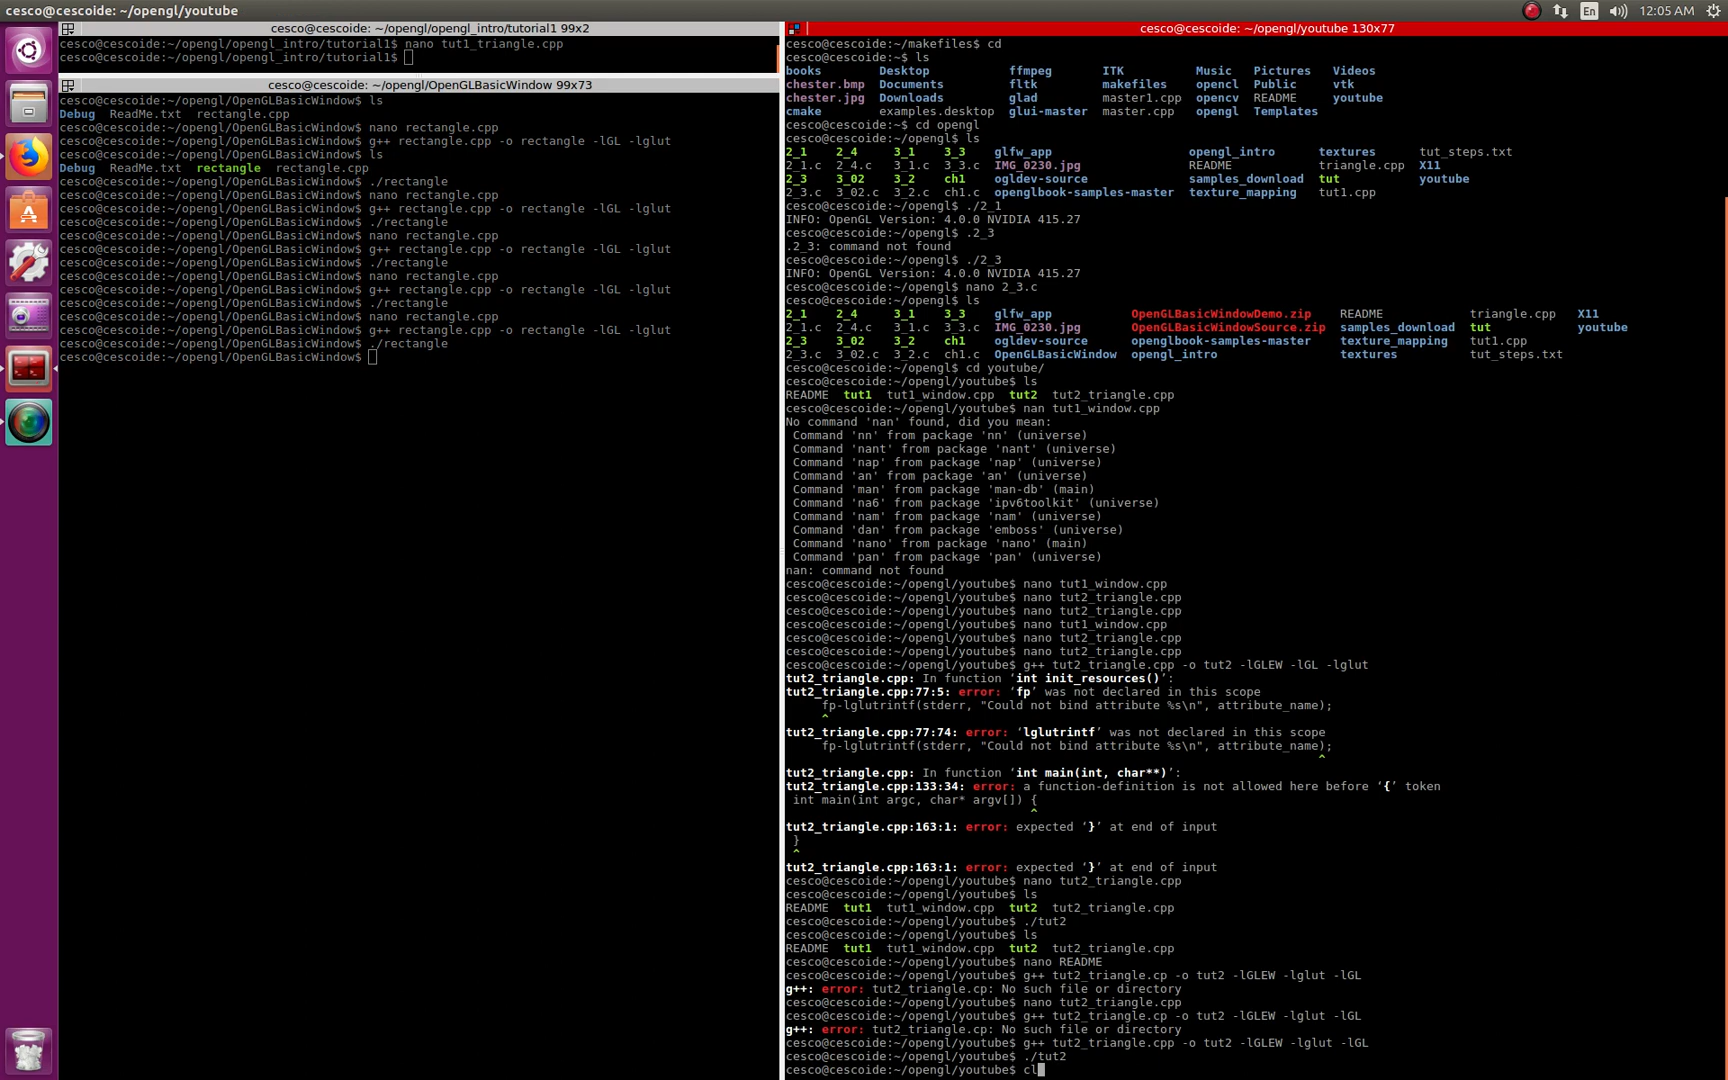 cesco@cescoide: ~/opengl/youtube
En
12:05 AM
cesco@cescoide: ~/opengl/opengl_intro/tutorial1 99x2
cesco@cescoide:~/opengl/opengl_intro/tutorial1$ nano tut1_triangle.cpp
cesco@cescoide:~/opengl/opengl_intro/tutorial1$
cesco@cescoide: ~/opengl/OpenGLBasicWindow 99x73
cesco@cescoide:~/opengl/OpenGLBasicWindow$ ls
Debug  ReadMe.txt  rectangle.cpp
cesco@cescoide:~/opengl/OpenGLBasicWindow$ nano rectangle.cpp
cesco@cescoide:~/opengl/OpenGLBasicWindow$ g++ rectangle.cpp -o rectangle -lGL -lglut
cesco@cescoide:~/opengl/OpenGLBasicWindow$ ls
Debug  ReadMe.txt  rectangle  rectangle.cpp
cesco@cescoide:~/opengl/OpenGLBasicWindow$ ./rectangle
cesco@cescoide:~/opengl/OpenGLBasicWindow$ nano rectangle.cpp
cesco@cescoide:~/opengl/OpenGLBasicWindow$ g++ rectangle.cpp -o rectangle -lGL -lglut
cesco@cescoide:~/opengl/OpenGLBasicWindow$ ./rectangle
cesco@cescoide:~/opengl/OpenGLBasicWindow$ nano rectangle.cpp
cesco@cescoide:~/opengl/OpenGLBasicWindow$ g++ rectangle.cpp -o rectangle -lGL -lglut
cesco@cescoide:~/opengl/OpenGLBasicWindow$ ./rectangle
cesco@cescoide:~/opengl/OpenGLBasicWindow$ nano rectangle.cpp
cesco@cescoide:~/opengl/OpenGLBasicWindow$ g++ rectangle.cpp -o rectangle -lGL -lglut
cesco@cescoide:~/opengl/OpenGLBasicWindow$ ./rectangle
cesco@cescoide:~/opengl/OpenGLBasicWindow$ nano rectangle.cpp
cesco@cescoide:~/opengl/OpenGLBasicWindow$ g++ rectangle.cpp -o rectangle -lGL -lglut
cesco@cescoide:~/opengl/OpenGLBasicWindow$ ./rectangle
cesco@cescoide:~/opengl/OpenGLBasicWindow$
cesco@cescoide: ~/opengl/youtube 130x77
cesco@cescoide:~/makefiles$ cd
cesco@cescoide:~$ ls
books  Desktop  ffmpeg  ITK  Music  Pictures  Videos
chester.bmp  Documents  fltk  makefiles  opencl  Public  vtk
chester.jpg  Downloads  glad  master1.cpp  opencv  README  youtube
cmake  examples.desktop  glui-master  master.cpp  opengl  Templates
cesco@cescoide:~$ cd opengl
cesco@cescoide:~/opengl$ ls
2_1  2_4  3_1  3_3  glfw_app  opengl_intro  textures  tut_steps.txt
2_1.c  2_4.c  3_1.c  3_3.c  IMG_0230.jpg  README  triangle.cpp  X11
2_3  3_02  3_2  ch1  ogldev-source  samples_download  tut  youtube
2_3.c  3_02.c  3_2.c  ch1.c  openglbook-samples-master  texture_mapping  tut1.cpp
cesco@cescoide:~/opengl$ ./2_1
INFO: OpenGL Version: 4.0.0 NVIDIA 415.27
cesco@cescoide:~/opengl$ .2_3
.2_3: command not found
cesco@cescoide:~/opengl$ ./2_3
INFO: OpenGL Version: 4.0.0 NVIDIA 415.27
cesco@cescoide:~/opengl$ nano 2_3.c
cesco@cescoide:~/opengl$ ls
2_1  2_4  3_1  3_3  glfw_app  OpenGLBasicWindowDemo.zip  README  triangle.cpp  X11
2_1.c  2_4.c  3_1.c  3_3.c  IMG_0230.jpg  OpenGLBasicWindowSource.zip  samples_download  tut  youtube
2_3  3_02  3_2  ch1  ogldev-source  openglbook-samples-master  texture_mapping  tut1.cpp
2_3.c  3_02.c  3_2.c  ch1.c  OpenGLBasicWindow  opengl_intro  textures  tut_steps.txt
cesco@cescoide:~/opengl$ cd youtube/
cesco@cescoide:~/opengl/youtube$ ls
README  tut1  tut1_window.cpp  tut2  tut2_triangle.cpp
cesco@cescoide:~/opengl/youtube$ nan tut1_window.cpp
No command 'nan' found, did you mean:
 Command 'nn' from package 'nn' (universe)
 Command 'nant' from package 'nant' (universe)
 Command 'nap' from package 'nap' (universe)
 Command 'an' from package 'an' (universe)
 Command 'man' from package 'man-db' (main)
 Command 'na6' from package 'ipv6toolkit' (universe)
 Command 'nam' from package 'nam' (universe)
 Command 'dan' from package 'emboss' (universe)
 Command 'nano' from package 'nano' (main)
 Command 'pan' from package 'pan' (universe)
nan: command not found
cesco@cescoide:~/opengl/youtube$ nano tut1_window.cpp
cesco@cescoide:~/opengl/youtube$ nano tut2_triangle.cpp
cesco@cescoide:~/opengl/youtube$ nano tut2_triangle.cpp
cesco@cescoide:~/opengl/youtube$ nano tut1_window.cpp
cesco@cescoide:~/opengl/youtube$ nano tut2_triangle.cpp
cesco@cescoide:~/opengl/youtube$ nano tut2_triangle.cpp
cesco@cescoide:~/opengl/youtube$ g++ tut2_triangle.cpp -o tut2 -lGLEW -lGL -lglut
tut2_triangle.cpp: In function ‘int init_resources()’:
tut2_triangle.cpp:77:5: error: ‘fp’ was not declared in this scope
     fp-lglutrintf(stderr, "Could not bind attribute %s\n", attribute_name);
     ^
tut2_triangle.cpp:77:74: error: ‘lglutrintf’ was not declared in this scope
     fp-lglutrintf(stderr, "Could not bind attribute %s\n", attribute_name);
^
tut2_triangle.cpp: In function ‘int main(int, char**)’:
tut2_triangle.cpp:133:34: error: a function-definition is not allowed here before ‘{’ token
 int main(int argc, char* argv[]) {
^
tut2_triangle.cpp:163:1: error: expected ‘}’ at end of input
 }
 ^
tut2_triangle.cpp:163:1: error: expected ‘}’ at end of input
cesco@cescoide:~/opengl/youtube$ nano tut2_triangle.cpp
cesco@cescoide:~/opengl/youtube$ ls
README  tut1  tut1_window.cpp  tut2  tut2_triangle.cpp
cesco@cescoide:~/opengl/youtube$ ./tut2
cesco@cescoide:~/opengl/youtube$ ls
README  tut1  tut1_window.cpp  tut2  tut2_triangle.cpp
cesco@cescoide:~/opengl/youtube$ nano README
cesco@cescoide:~/opengl/youtube$ g++ tut2_triangle.cp -o tut2 -lGLEW -lglut -lGL
g++: error: tut2_triangle.cp: No such file or directory
cesco@cescoide:~/opengl/youtube$ nano tut2_triangle.cpp
cesco@cescoide:~/opengl/youtube$ g++ tut2_triangle.cp -o tut2 -lGLEW -lglut -lGL
g++: error: tut2_triangle.cp: No such file or directory
cesco@cescoide:~/opengl/youtube$ g++ tut2_triangle.cpp -o tut2 -lGLEW -lglut -lGL
cesco@cescoide:~/opengl/youtube$ ./tut2
cesco@cescoide:~/opengl/youtube$ cl